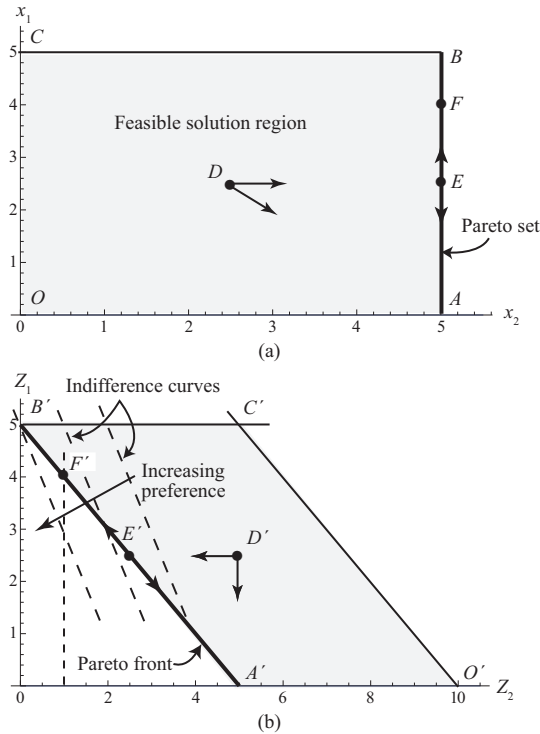 x1
C
5
B
4
F
Feasible solution region
3
D
E
2
Pareto set
1
O
A
0
1
2
3
4
5
x2
(a)
Z1
Indifference curves
B′
C′
5
F′
4
Increasing
preference
3
E′
D′
2
1
Pareto front
A′
O′
0
2
4
6
8
10
Z2
(b)